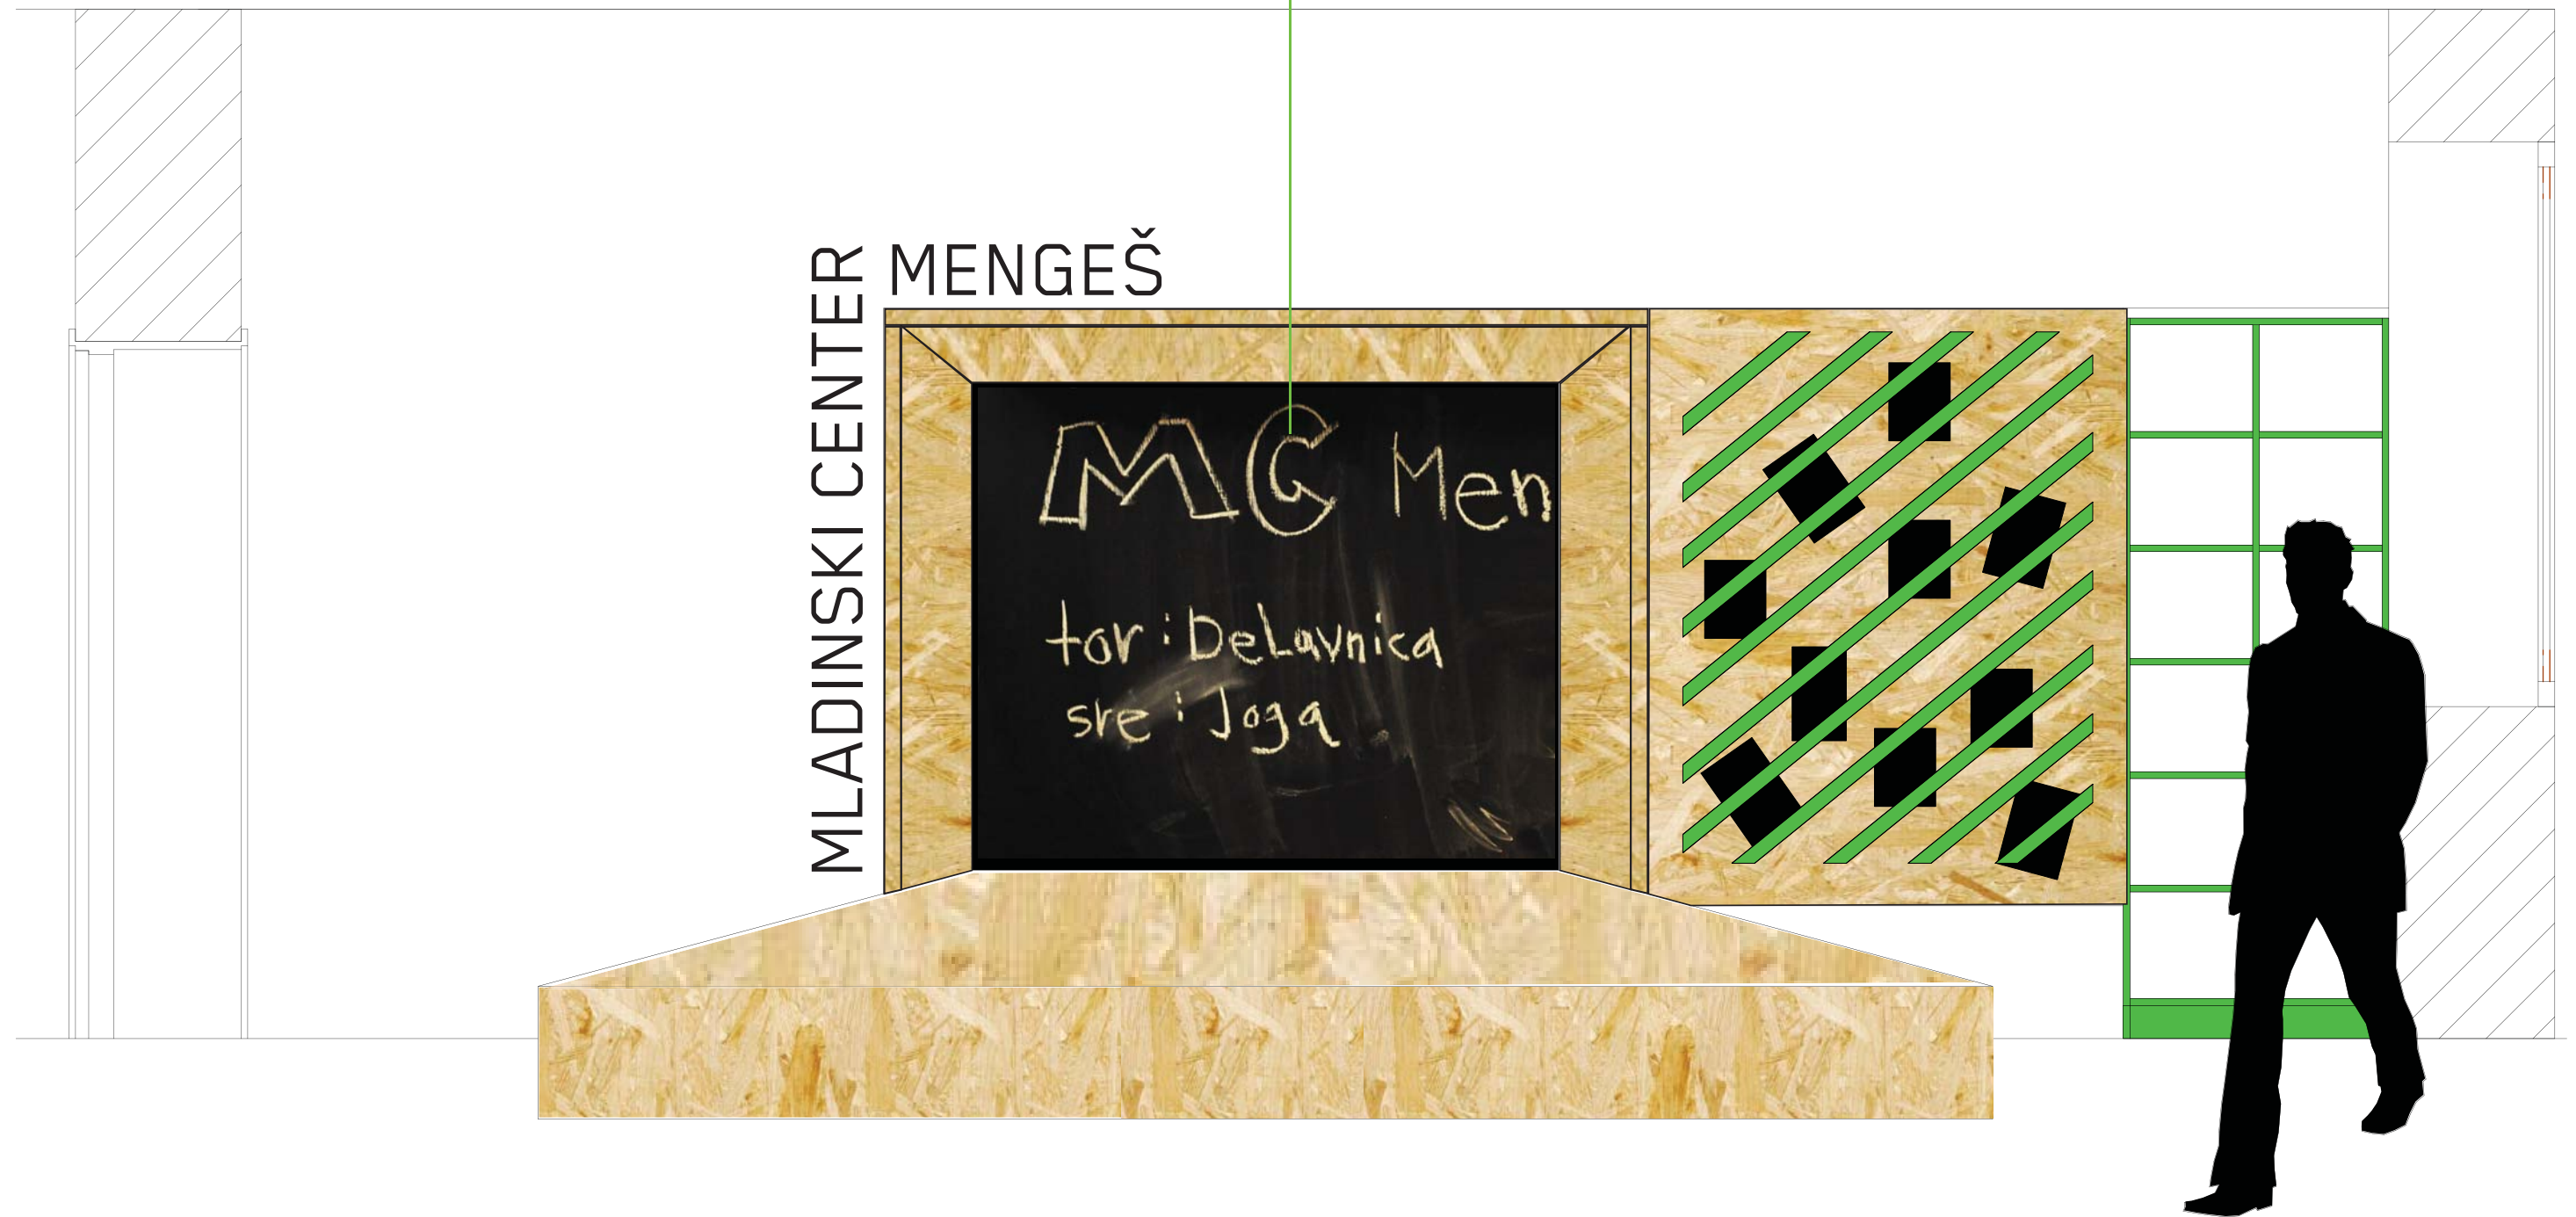 MLADINSKI CENTER
MENGEŠ
MC Men
tor: DeLavnica
sre: Joga